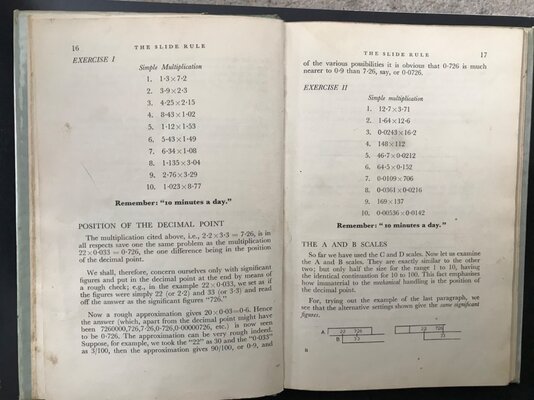 16
THE SLIDE RULE
EXERCISE I
Simple Multiplication
1. 1·3×7·2
2. 3·9×2·3
3. 4·25×2·15
4. 8·43×1·02
5. 1·12×1·53
6. 5·43×1·49
7. 6·34×1·08
8. 1·135×3·04
9. 2·76×3·29
10. 1·023×8·77
Remember: "10 minutes a day."
POSITION OF THE DECIMAL POINT
The multiplication cited above, i.e., 2·2×3·3 = 7·26, is in
all respects save one the same problem as the multiplication
22×0·033 = 0·726, the one difference being in the position
of the decimal point.
We shall, therefore, concern ourselves only with significant
figures and put in the decimal point at the end by means of
a rough check; e.g., in the example 22×0·033, we set as if
the figures were simply 22 (or 2·2) and 33 (or 3·3) and read
off the answer as the significant figures "726."
Now a rough approximation gives 20×0·03=0·6. Hence
the answer (which, apart from the decimal point might have
been 7260000,726,7·26,0·726,0·00000726, etc.) is now seen
to be 0·726. The approximation can be very rough indeed.
Suppose, for example, we took the "22" as 30 and the "0·033"
as 3/100, then the approximation gives 90/100, or 0·9, and
THE SLIDE RULE
17
of the various possibilities it is obvious that 0·726 is much
nearer to 0·9 than 7·26, say, or 0·0726.
EXERCISE II
Simple multiplication
1. 12·7×3·71
2. 1·64×12·6
3. 0·0243×16·2
4. 148×112
5. 46·7×0·0212
6. 64·5×0·152
7. 0·0109×706
8. 0·0361×0·0216
9. 169×137
10. 0·00536×0·0142
Remember: "10 minutes a day."
THE A AND B SCALES
So far we have used the C and D scales. Now let us examine
the A and B scales. They are exactly similar to the other
two; but only half the size for the range 1 to 10, having
the identical continuation for 10 to 100. This fact emphasises
how immaterial to the mechanical handling is the position of
the decimal point.
For, trying out the example of the last paragraph, we
see that the alternative settings shown give the same significant
figures.
A 22 726
B 33
22 726
33
B